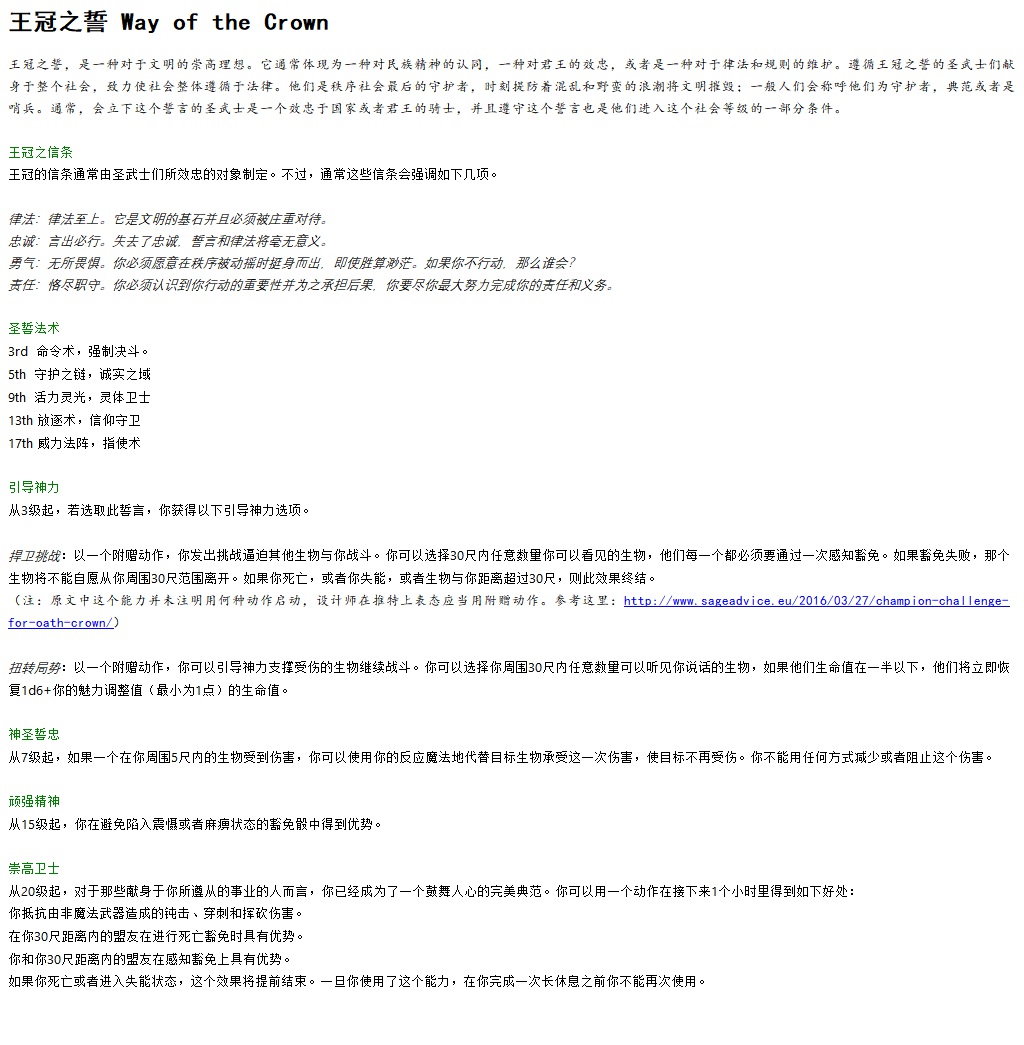 王冠之誓 Way of the Crown
王冠之誓，是一种对于文明的崇高理想。它通常体现为一种对民族精神的认同，一种对君王的效忠，或者是一种对于律法和规则的维护。遵循王冠之誓的圣武士们献
身于整个社会，致力使社会整体遵循于法律。他们是秩序社会最后的守护者，时刻提防着混乱和野蛮的浪潮将文明摧毁；一般人们会称呼他们为守护者，典范或者是
哨兵。通常，会立下这个誓言的圣武士是一个效忠于国家或者君王的骑士，并且遵守这个誓言也是他们进入这个社会等级的一部分条件。
王冠之信条
王冠的信条通常由圣武士们所效忠的对象制定。不过，通常这些信条会强调如下几项。
律法：律法至上。它是文明的基石并且必须被庄重对待。
忠诚：言出必行。失去了忠诚，誓言和律法将毫无意义。
勇气：无所畏惧。你必须愿意在秩序被动摇时挺身而出，即使胜算渺茫。如果你不行动，那么谁会？
责任：恪尽职守。你必须认识到你行动的重要性并为之承担后果，你要尽你最大努力完成你的责任和义务。
圣誓法术
3rd 命令术，强制决斗。
5th 守护之链，诚实之域
9th 活力灵光，灵体卫士
13th 放逐术，信仰守卫
17th 威力法阵，指使术
引导神力
从3级起，若选取此誓言，你获得以下引导神力选项。
捍卫挑战：以一个附赠动作，你发出挑战逼迫其他生物与你战斗。你可以选择30尺内任意数量你可以看见的生物，他们每一个都必须要通过一次感知豁免。如果豁免失败，那个
生物将不能自愿从你周围30尺范围离开。如果你死亡，或者你失能，或者生物与你距离超过30尺，则此效果终结。
（注：原文中这个能力并未注明用何种动作启动，设计师在推特上表态应当用附赠动作。参考这里：http://www.sageadvice.eu/2016/03/27/champion-challenge-
for-oath-crown/）
扭转局势：以一个附赠动作，你可以引导神力支撑受伤的生物继续战斗。你可以选择你周围30尺内任意数量可以听见你说话的生物，如果他们生命值在一半以下，他们将立即恢
复1d6+你的魅力调整值（最小为1点）的生命值。
神圣誓忠
从7级起，如果一个在你周围5尺内的生物受到伤害，你可以使用你的反应魔法地代替目标生物承受这一次伤害，使目标不再受伤。你不能用任何方式减少或者阻止这个伤害。
顽强精神
从15级起，你在避免陷入震慑或者麻痹状态的豁免骰中得到优势。
崇高卫士
从20级起，对于那些献身于你所遵从的事业的人而言，你已经成为了一个鼓舞人心的完美典范。你可以用一个动作在接下来1个小时里得到如下好处：
你抵抗由非魔法武器造成的钝击、穿刺和挥砍伤害。
在你30尺距离内的盟友在进行死亡豁免时具有优势。
你和你30尺距离内的盟友在感知豁免上具有优势。
如果你死亡或者进入失能状态，这个效果将提前结束。一旦你使用了这个能力，在你完成一次长休息之前你不能再次使用。